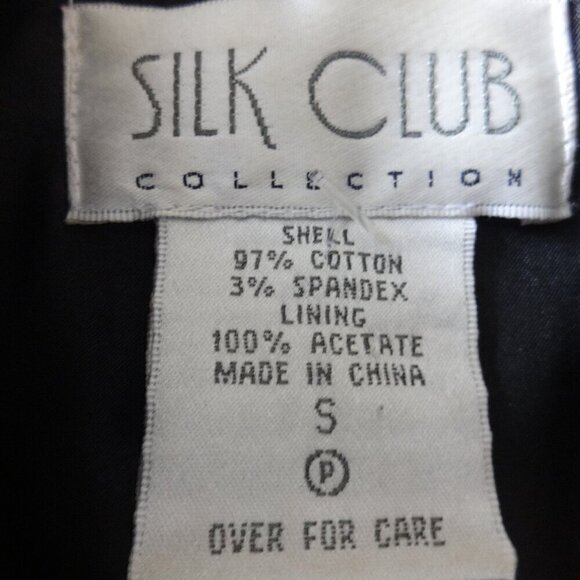 SILK CLUB
COLLECTION
SHELL
97% COTTON
3% SPANDEX
LINING
100% ACETATE
MADE IN CHINA
S
P
OVER FOR CARE